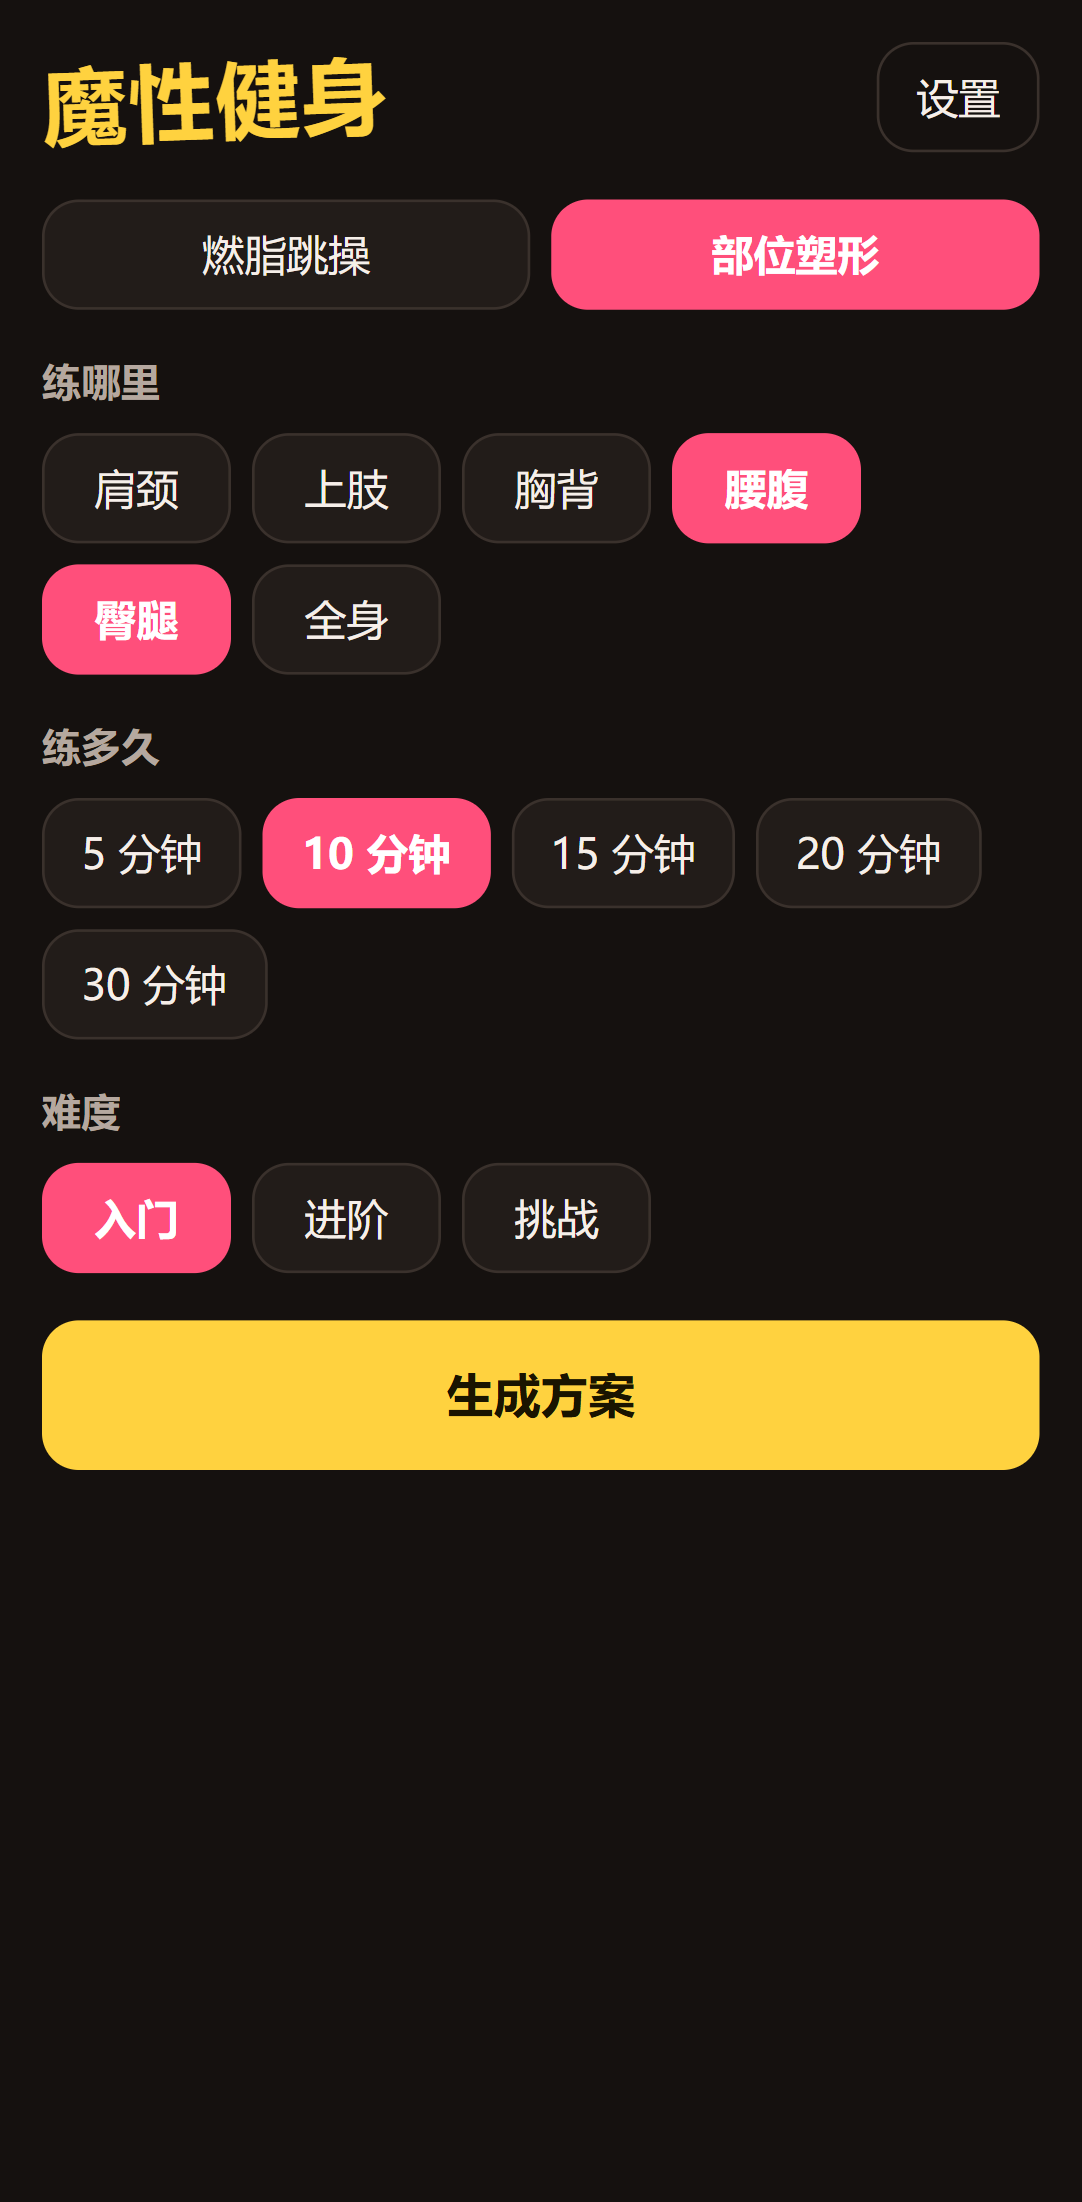 魔性健身
设置
燃脂跳操 部位塑形
练哪里
肩颈 上肢 胸背 腰腹
臀腿 全身
练多久
5 分钟 10 分钟 15 分钟 20 分钟
30 分钟
难度
入门 进阶 挑战
生成方案